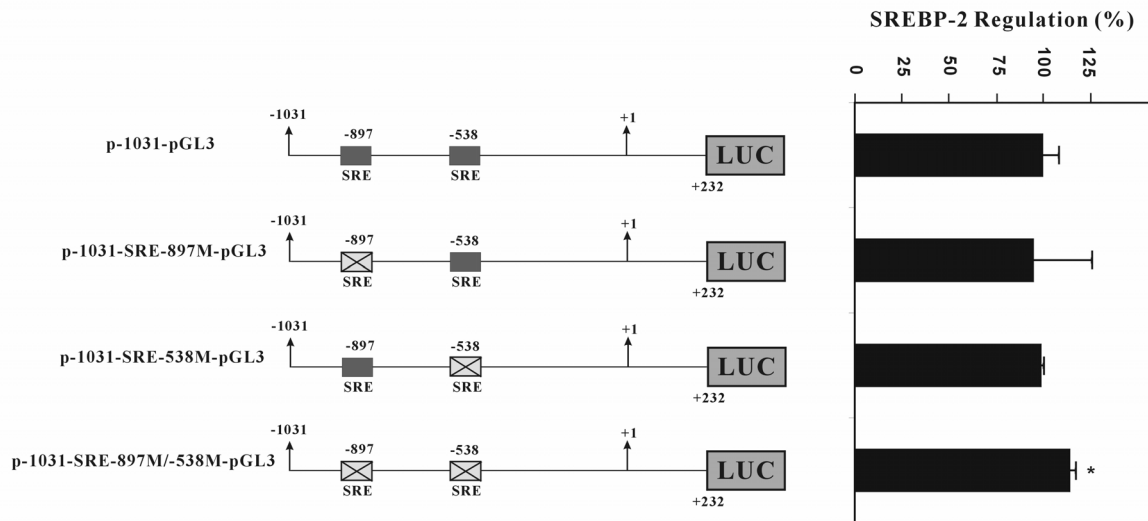 SREBP-2 Regulation (%)
0 25 50 75 100 125
-1031
-897 -538 +1
p-1031-pGL3
LUC
SRE SRE
+232
-1031
-897 -538 +1
p-1031-SRE-897M-pGL3
LUC
SRE SRE
+232
-1031
-897 -538 +1
p-1031-SRE-538M-pGL3
LUC
SRE SRE
+232
-1031
-897 -538 +1
p-1031-SRE-897M/-538M-pGL3
LUC
*
SRE SRE
+232